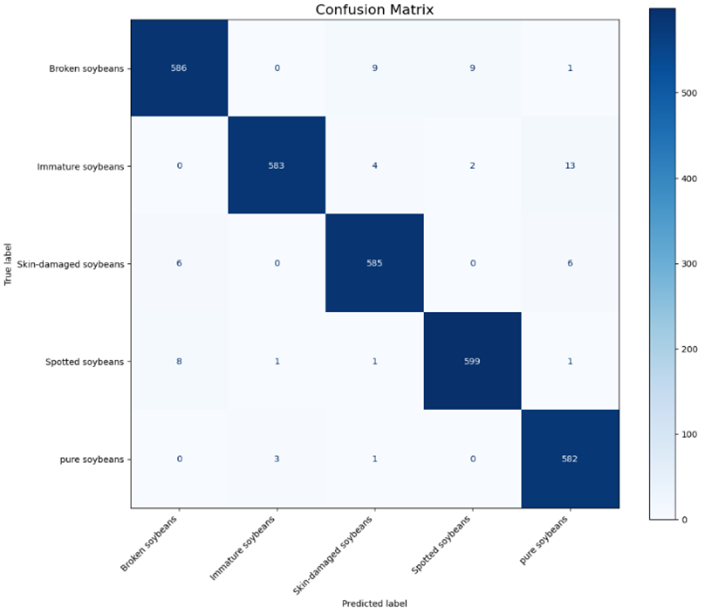 Confusion Matrix
Broken soybeans 586 0 9 9 1
Immature soybeans 0 583 4 2 13
Skin-damaged soybeans 6 0 585 0 6
Spotted soybeans 8 1 1 599 1
pure soybeans 0 3 1 0 582
True label
Broken soybeans
Immature soybeans
Skin-damaged soybeans
Spotted soybeans
pure soybeans
Predicted label
500
400
300
200
100
0